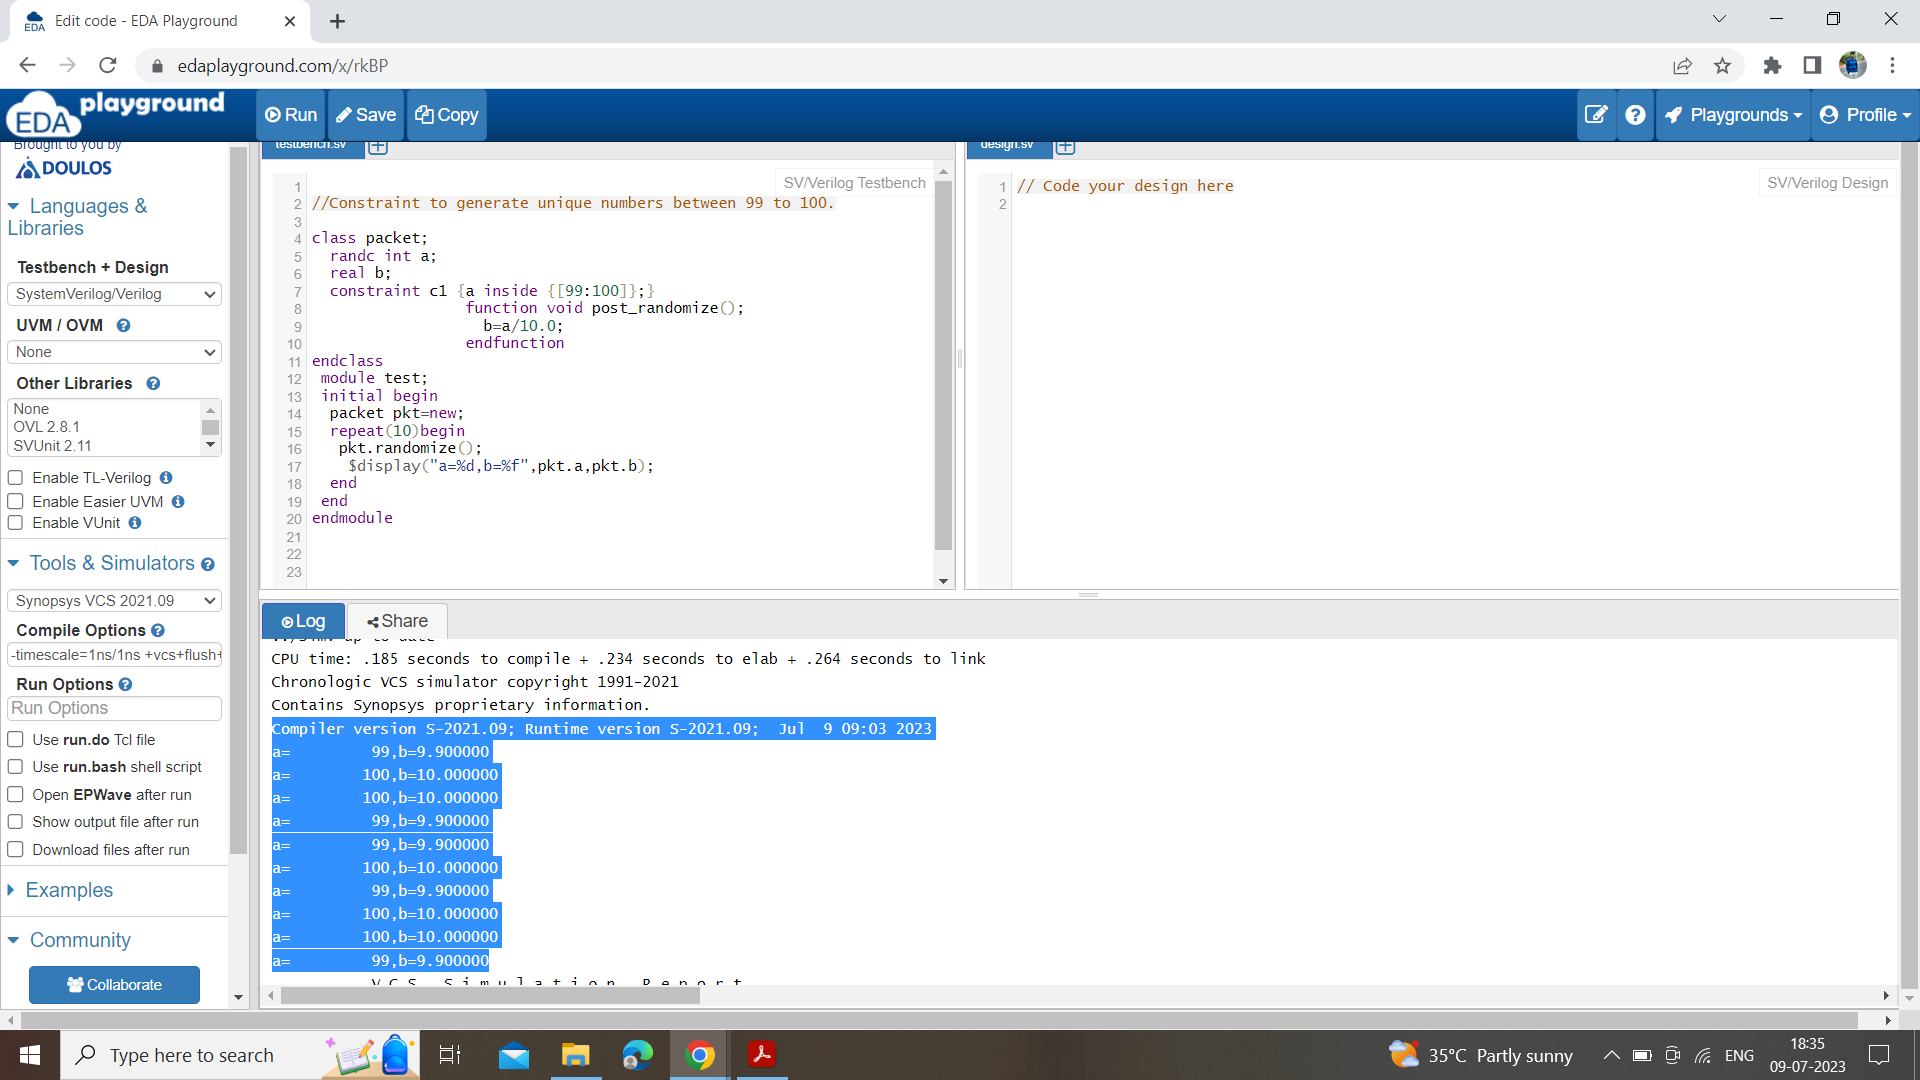 Edit code - EDA Playground
edaplayground.com/x/rkBP
EDA playground
Run
Save
Copy
Playgrounds
Profile
Brought to you by
DOULOS
Languages &
Libraries
Testbench + Design
SystemVerilog/Verilog
UVM / OVM
None
Other Libraries
None
OVL 2.8.1
SVUnit 2.11
Enable TL-Verilog
Enable Easier UVM
Enable VUnit
Tools & Simulators
Synopsys VCS 2021.09
Compile Options
-timescale=1ns/1ns +vcs+flush+
Run Options
Run Options
Use run.do Tcl file
Use run.bash shell script
Open EPWave after run
Show output file after run
Download files after run
Examples
Community
Collaborate
testbench.sv
SV/Verilog Testbench
1
2 //Constraint to generate unique numbers between 99 to 100.
3
4 class packet;
5 randc int a;
6 real b;
7 constraint c1 {a inside {[99:100]};}
8 function void post_randomize();
9 b=a/10.0;
10 endfunction
11 endclass
12 module test;
13 initial begin
14 packet pkt=new;
15 repeat(10)begin
16 pkt.randomize();
17 $display("a=%d,b=%f",pkt.a,pkt.b);
18 end
19 end
20 endmodule
21
22
23
design.sv
SV/Verilog Design
1 // Code your design here
2
Log
Share
CPU time: .185 seconds to compile + .234 seconds to elab + .264 seconds to link
Chronologic VCS simulator copyright 1991-2021
Contains Synopsys proprietary information.
Compiler version S-2021.09; Runtime version S-2021.09; Jul 9 09:03 2023
a= 99,b=9.900000
a= 100,b=10.000000
a= 100,b=10.000000
a= 99,b=9.900000
a= 99,b=9.900000
a= 100,b=10.000000
a= 99,b=9.900000
a= 100,b=10.000000
a= 100,b=10.000000
a= 99,b=9.900000
V C S S i m u l a t i o n R e p o r t
Type here to search
35°C Partly sunny
ENG
18:35
09-07-2023